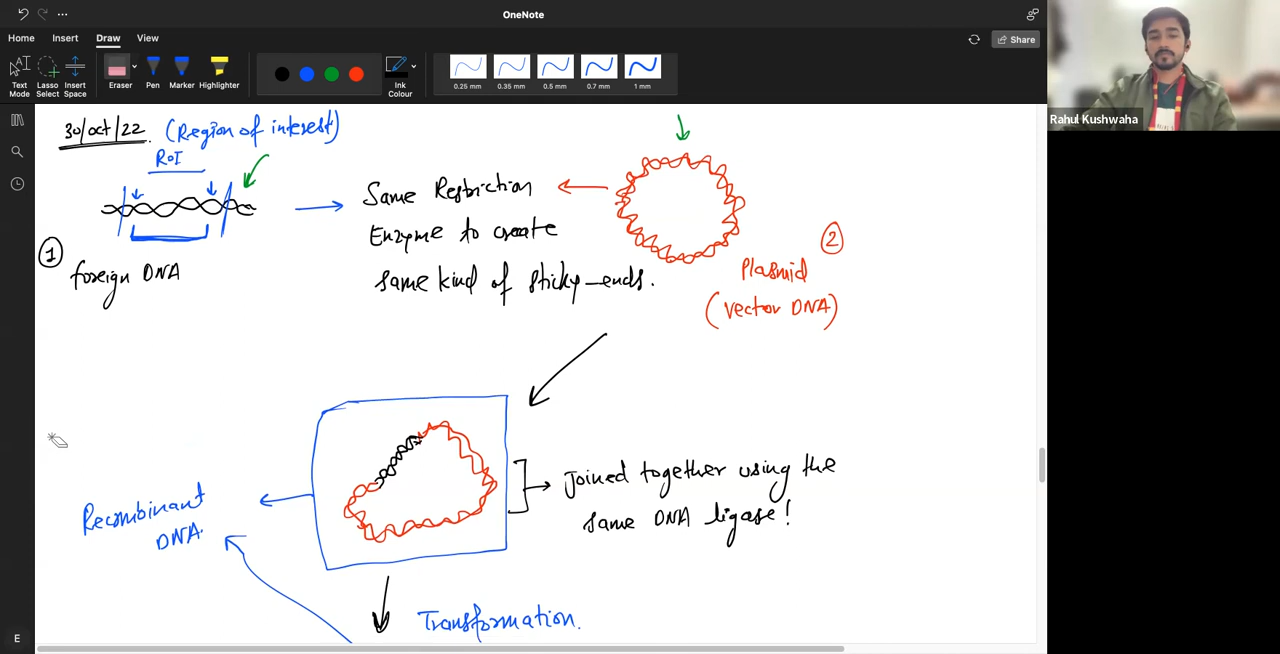 OneNote
Home Insert Draw View
Share
Text Mode
Lasso Select
Insert Space
Eraser
Pen
Marker
Highlighter
Ink Colour
0.25 mm
0.35 mm
0.5 mm
0.7 mm
1 mm
Rahul Kushwaha
30/oct/22. (Region of interest)
ROI
Same Restriction
Enzyme to create
same kind of sticky-ends.
1
foreign DNA
2
Plasmid
(vector DNA)
Joined together using the
same DNA ligase!
Recombinant
DNA.
Transformation.
E